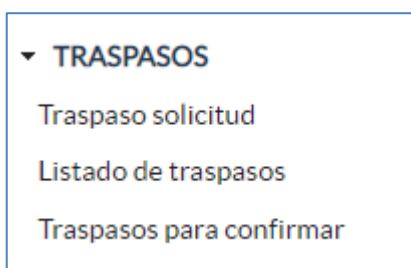 TRASPASOS
Traspaso solicitud
Listado de traspasos
Traspasos para confirmar